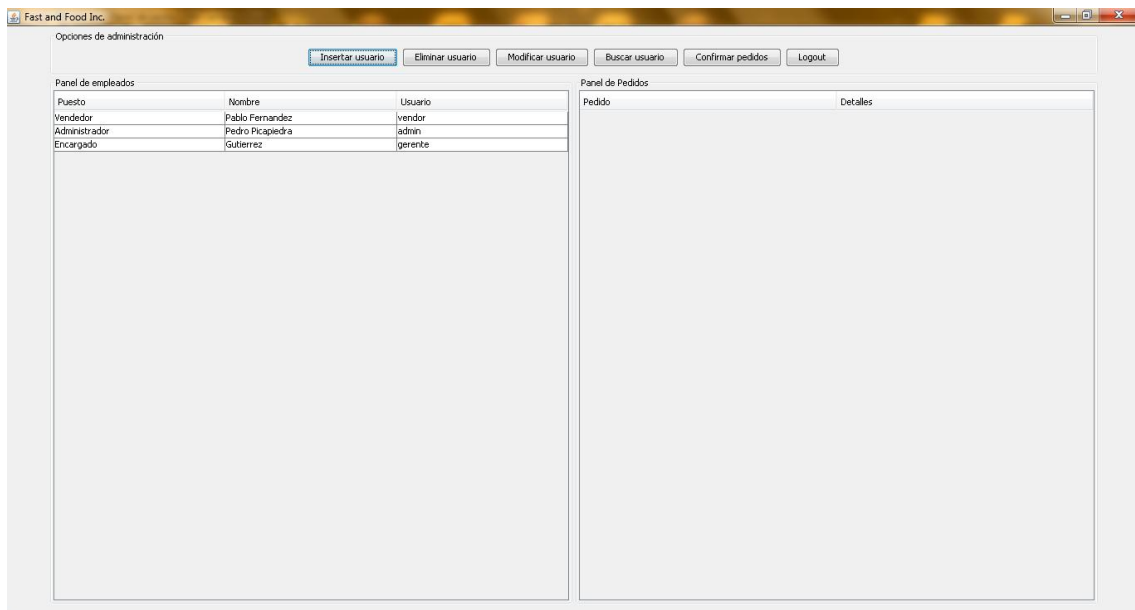 Fast and Food Inc.
Opciones de administración
Insertar usuario Eliminar usuario Modificar usuario Buscar usuario Confirmar pedidos Logout
Panel de empleados Panel de Pedidos
Puesto Nombre Usuario Pedido Detalles
Vendedor Pablo Fernandez vendor
Administrador Pedro Picapiedra admin
Encargado Gutierrez gerente